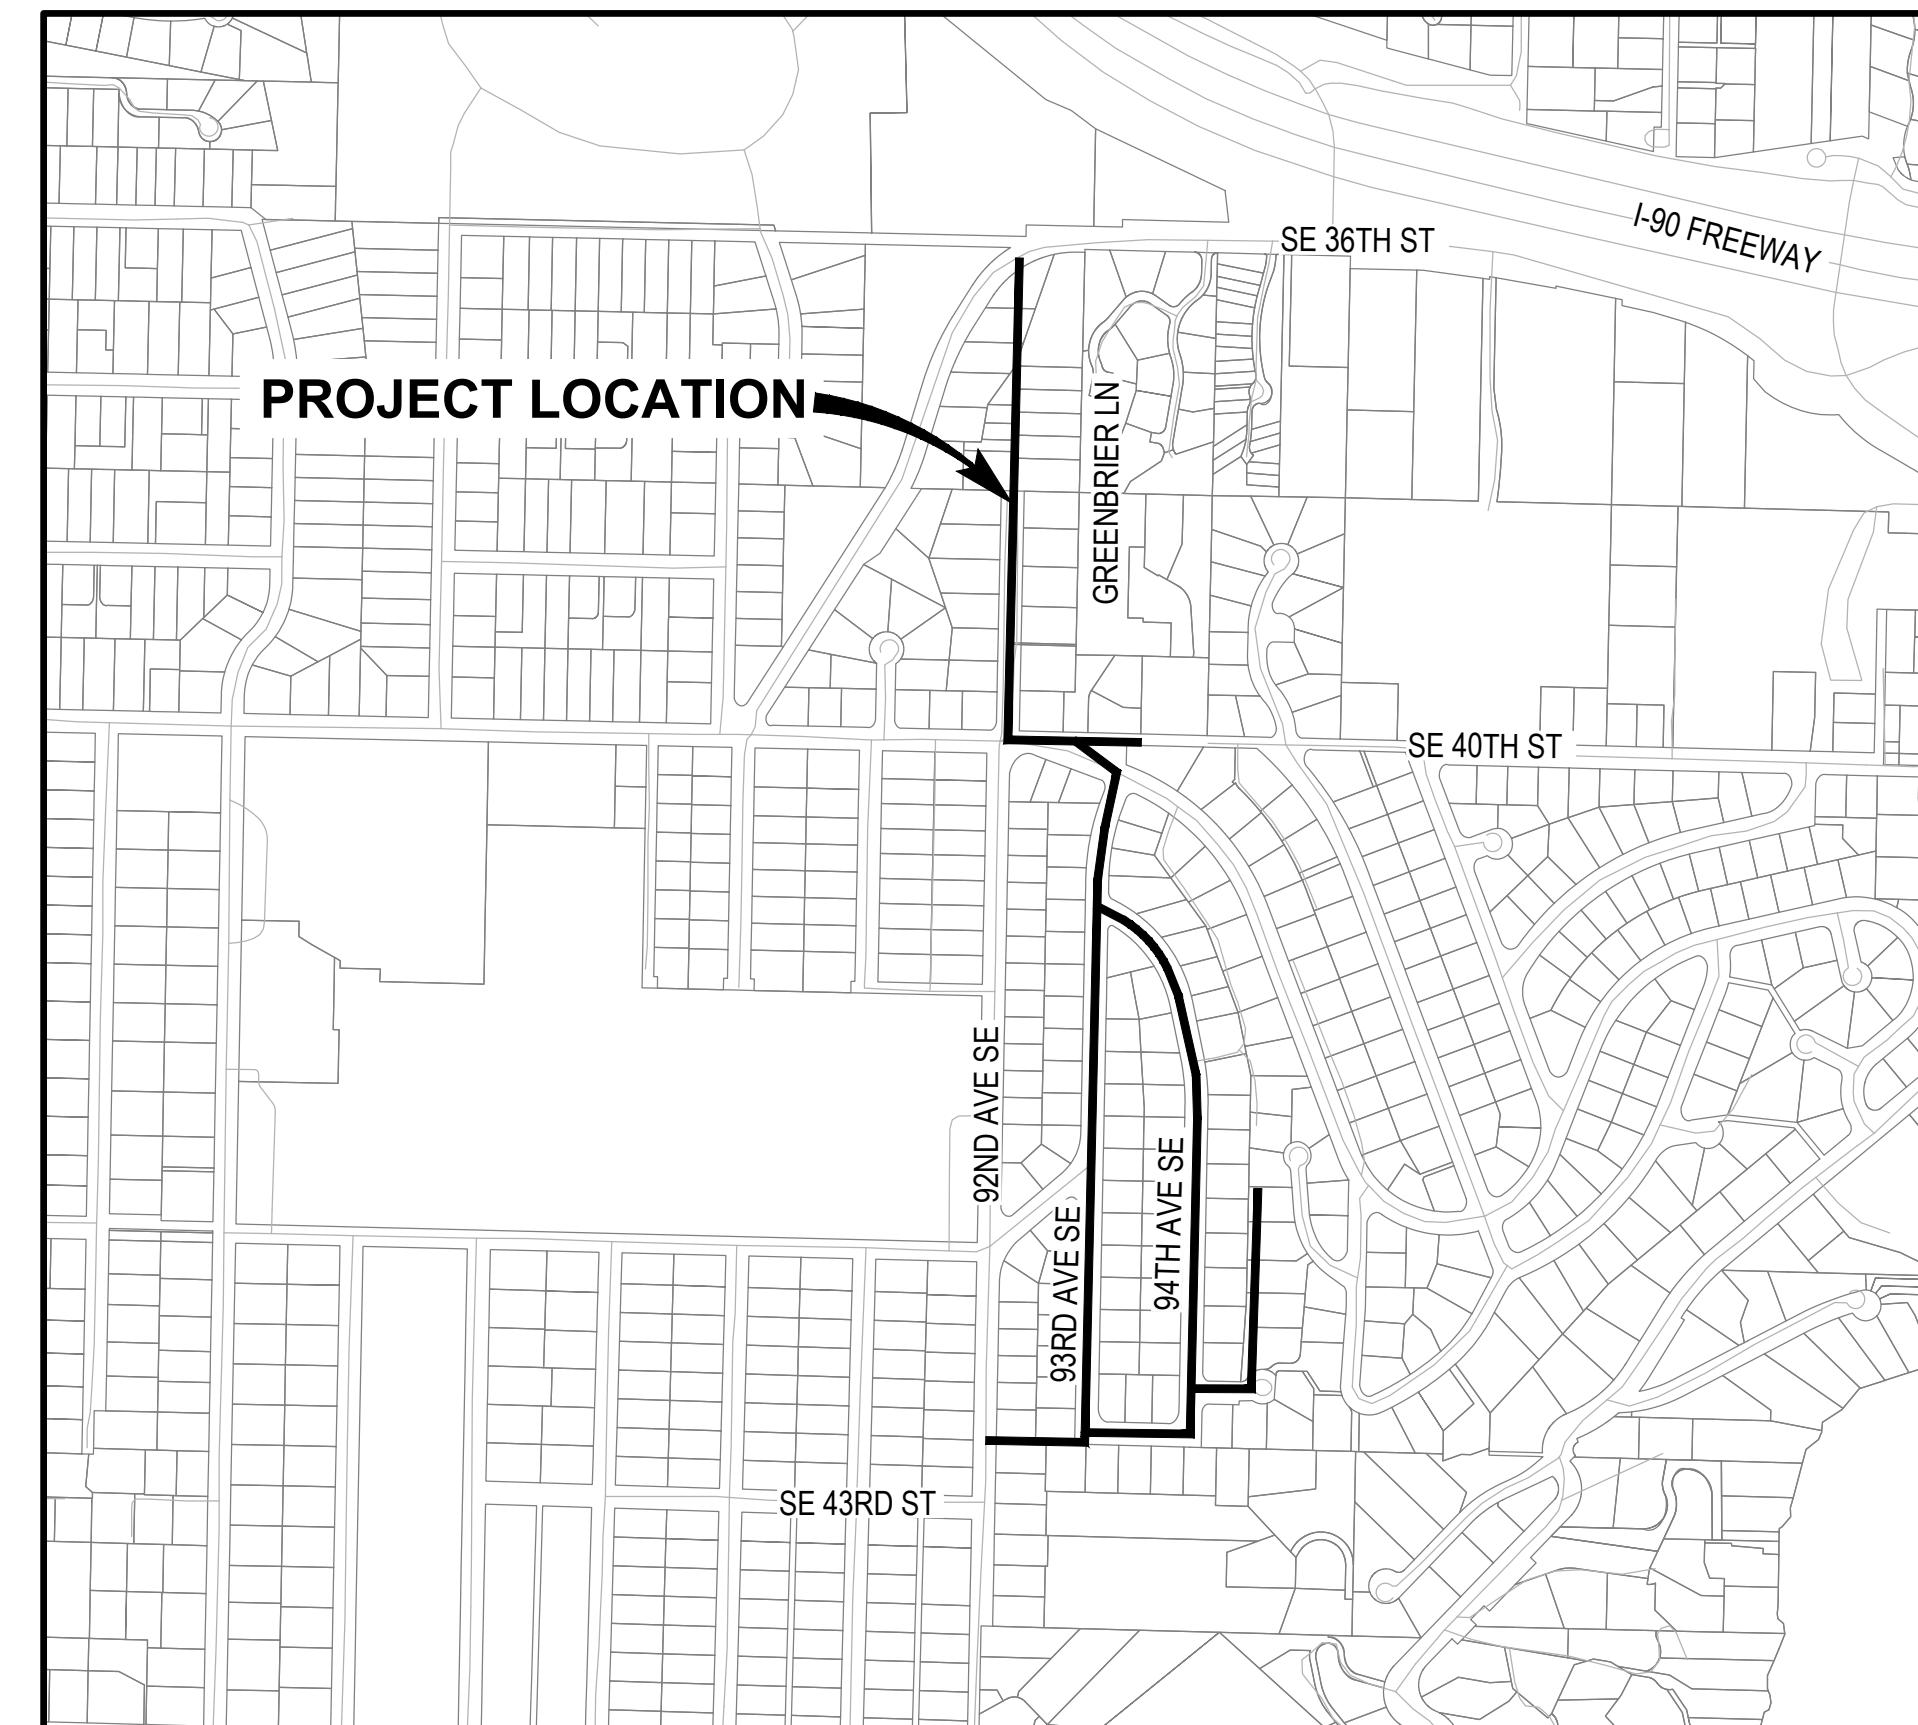 SE 36TH ST
I-90 FREEWAY
PROJECT LOCATION
GREENBRIER LN
SE 40TH ST
92ND AVE SE
93RD AVE SE
94TH AVE SE
SE 43RD ST